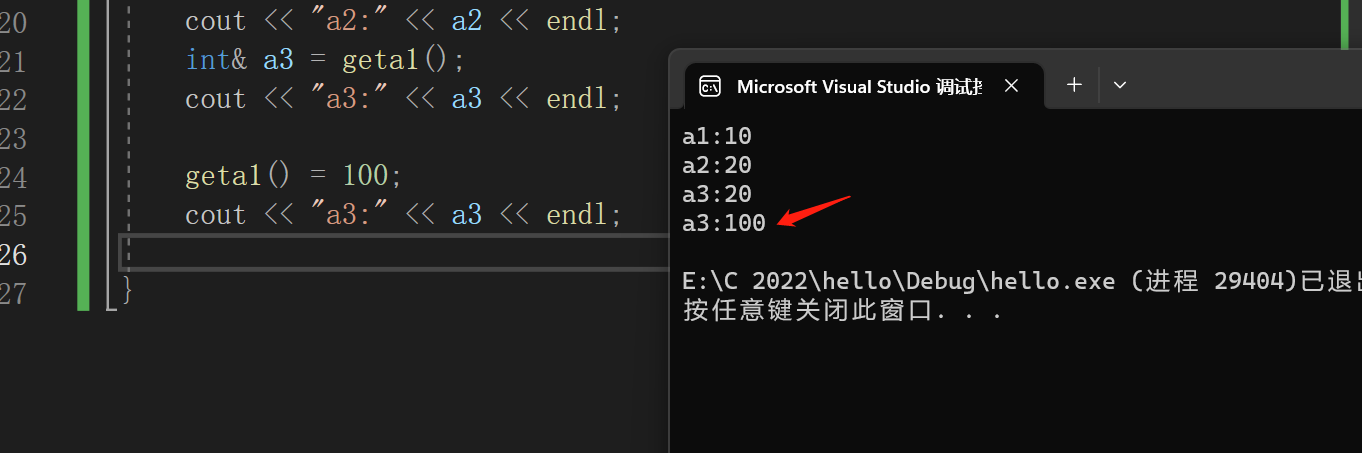 20 cout << "a2:" << a2 << endl;
21 int& a3 = geta1();
22 cout << "a3:" << a3 << endl;
23
24 geta1() = 100;
25 cout << "a3:" << a3 << endl;
26
27 }
Microsoft Visual Studio 调试
a1:10
a2:20
a3:20
a3:100
E:\C 2022\hello\Debug\hello.exe (进程 29404)已退
按任意键关闭此窗口. . .